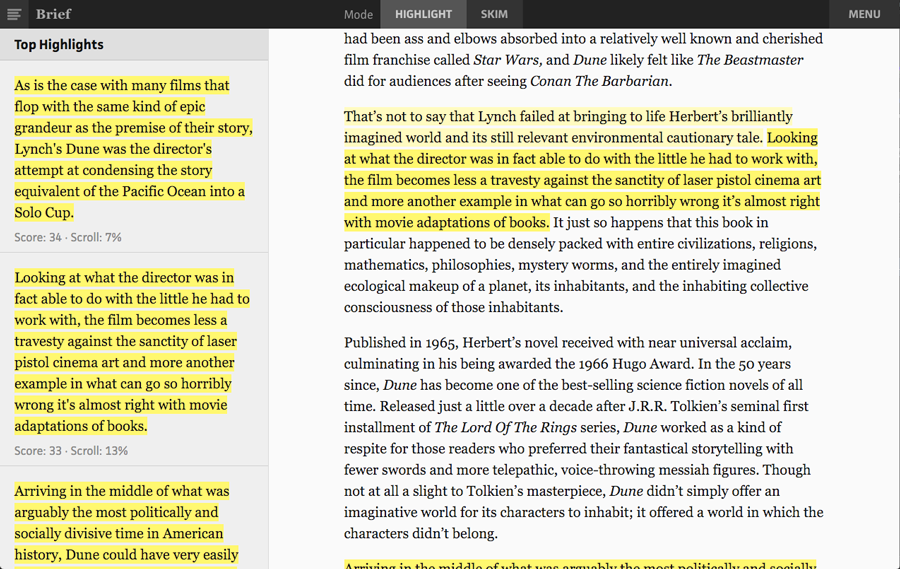 Brief
Mode HIGHLIGHT SKIM
MENU
Top Highlights
As is the case with many films that
flop with the same kind of epic
grandeur as the premise of their story,
Lynch's Dune was the director's
attempt at condensing the story
equivalent of the Pacific Ocean into a
Solo Cup.
Score: 34 · Scroll: 7%
Looking at what the director was in
fact able to do with the little he had to
work with, the film becomes less a
travesty against the sanctity of laser
pistol cinema art and more another
example in what can go so horribly
wrong it's almost right with movie
adaptations of books.
Score: 33 · Scroll: 13%
Arriving in the middle of what was
arguably the most politically and
socially divisive time in American
history, Dune could have very easily
had been ass and elbows absorbed into a relatively well known and cherished
film franchise called Star Wars, and Dune likely felt like The Beastmaster
did for audiences after seeing Conan The Barbarian.
That’s not to say that Lynch failed at bringing to life Herbert’s brilliantly
imagined world and its still relevant environmental cautionary tale. Looking
at what the director was in fact able to do with the little he had to work with,
the film becomes less a travesty against the sanctity of laser pistol cinema art
and more another example in what can go so horribly wrong it’s almost right
with movie adaptations of books. It just so happens that this book in
particular happened to be densely packed with entire civilizations, religions,
mathematics, philosophies, mystery worms, and the entirely imagined
ecological makeup of a planet, its inhabitants, and the inhabiting collective
consciousness of those inhabitants.
Published in 1965, Herbert’s novel received with near universal acclaim,
culminating in his being awarded the 1966 Hugo Award. In the 50 years
since, Dune has become one of the best-selling science fiction novels of all
time. Released just a little over a decade after J.R.R. Tolkien’s seminal first
installment of The Lord Of The Rings series, Dune worked as a kind of
respite for those readers who preferred their fantastical storytelling with
fewer swords and more telepathic, voice-throwing messiah figures. Though
not at all a slight to Tolkien’s masterpiece, Dune didn’t simply offer an
imaginative world for its characters to inhabit; it offered a world in which the
characters didn’t belong.
Arriving in the middle of what was arguably the most politically and socially